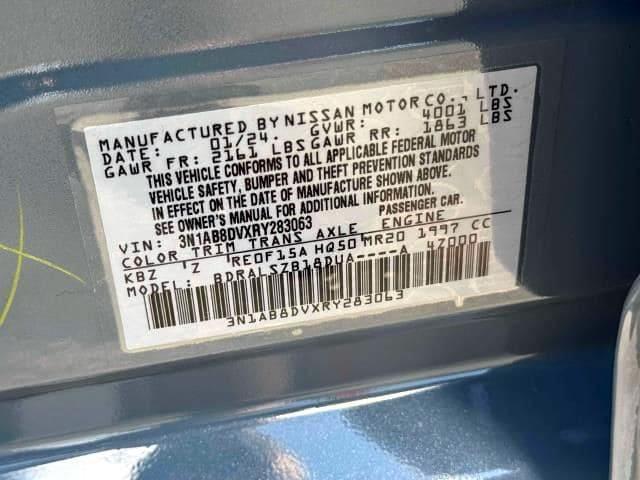 MANUFACTURED BY NISSAN MOTOR CO., LTD.
DATE: 01/24. GVWR: 4001 LBS
GAWR FR: 2161 LBS GAWR RR: 1863 LBS
THIS VEHICLE CONFORMS TO ALL APPLICABLE FEDERAL MOTOR
VEHICLE SAFETY, BUMPER AND THEFT PREVENTION STANDARDS
IN EFFECT ON THE DATE OF MANUFACTURE SHOWN ABOVE.
SEE OWNER'S MANUAL FOR ADDITIONAL INFORMATION.
VIN: 3N1AB8DVXRY283063 PASSENGER CAR.
COLOR TRIM TRANS AXLE ENGINE
KBZ Z RE0F15A HQ50 MR20 1997 CC
MODEL: BDRALSZB18DUA----A 4Z000
3N1AB8DVXRY283063